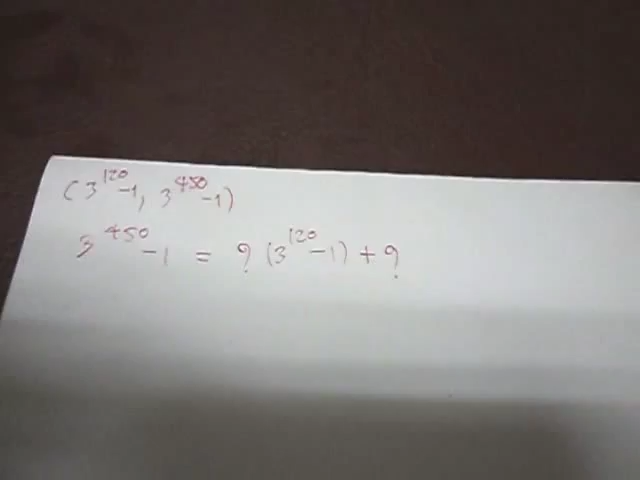 (3^120-1, 3^450-1)
3^450-1 = ? (3^120-1) + ?